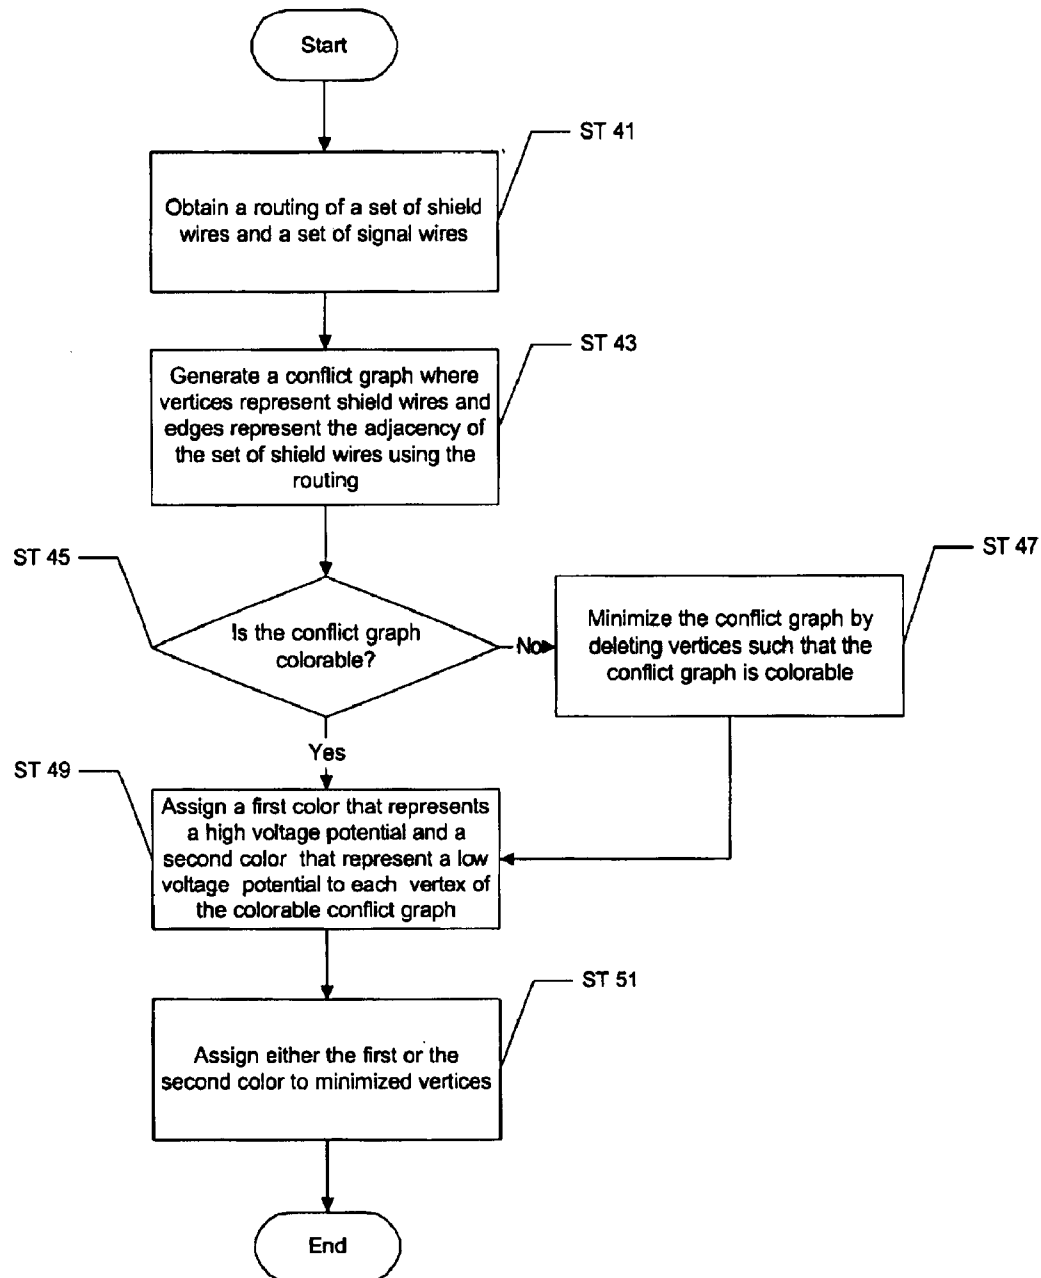 Start
ST 41
Obtain a routing of a set of shield
wires and a set of signal wires
ST 43
Generate a conflict graph where
vertices represent shield wires and
edges represent the adjacency of
the set of shield wires using the
routing
ST 45
ST 47
Is the conflict graph
colorable?
No
Minimize the conflict graph by
deleting vertices such that the
conflict graph is colorable
Yes
ST 49
Assign a first color that represents
a high voltage potential and a
second color that represent a low
voltage potential to each vertex of
the colorable conflict graph
ST 51
Assign either the first or the
second color to minimized vertices
End